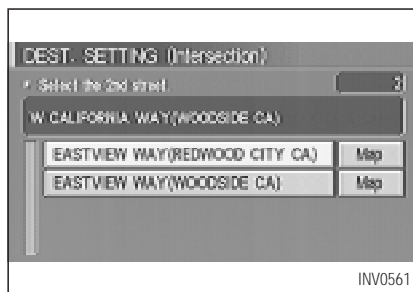 DEST. SETTING (Intersection)
Select the 2nd street. 2
W CALIFORNIA WAY(WOODSIDE CA)
EASTVIEW WAY(REDWOOD CITY CA) Map
EASTVIEW WAY(WOODSIDE CA) Map
INV0561